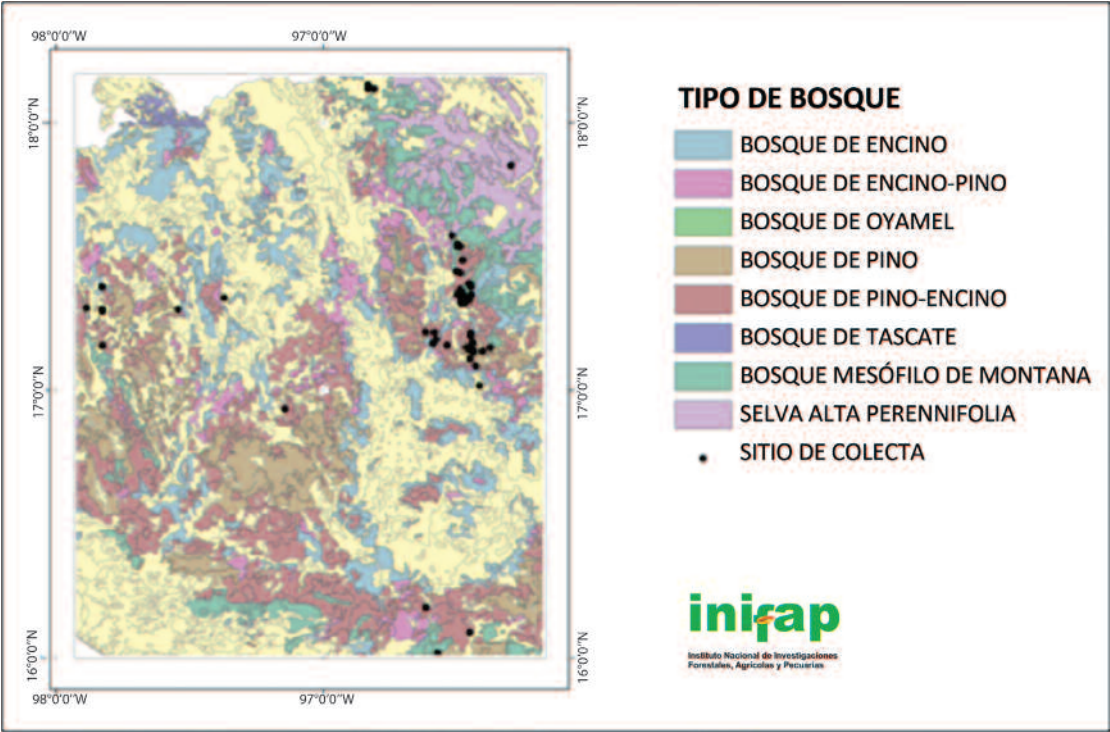 98°0'0"W 97°0'0"W
18°0'0"N
18°0'0"N
17°0'0"N
17°0'0"N
16°0'0"N
16°0'0"N
98°0'0"W 97°0'0"W
TIPO DE BOSQUE
BOSQUE DE ENCINO
BOSQUE DE ENCINO-PINO
BOSQUE DE OYAMEL
BOSQUE DE PINO
BOSQUE DE PINO-ENCINO
BOSQUE DE TASCATE
BOSQUE MESÓFILO DE MONTANA
SELVA ALTA PERENNIFOLIA
SITIO DE COLECTA
inifap
Instituto Nacional de Investigaciones
Forestales, Agrícolas y Pecuarias